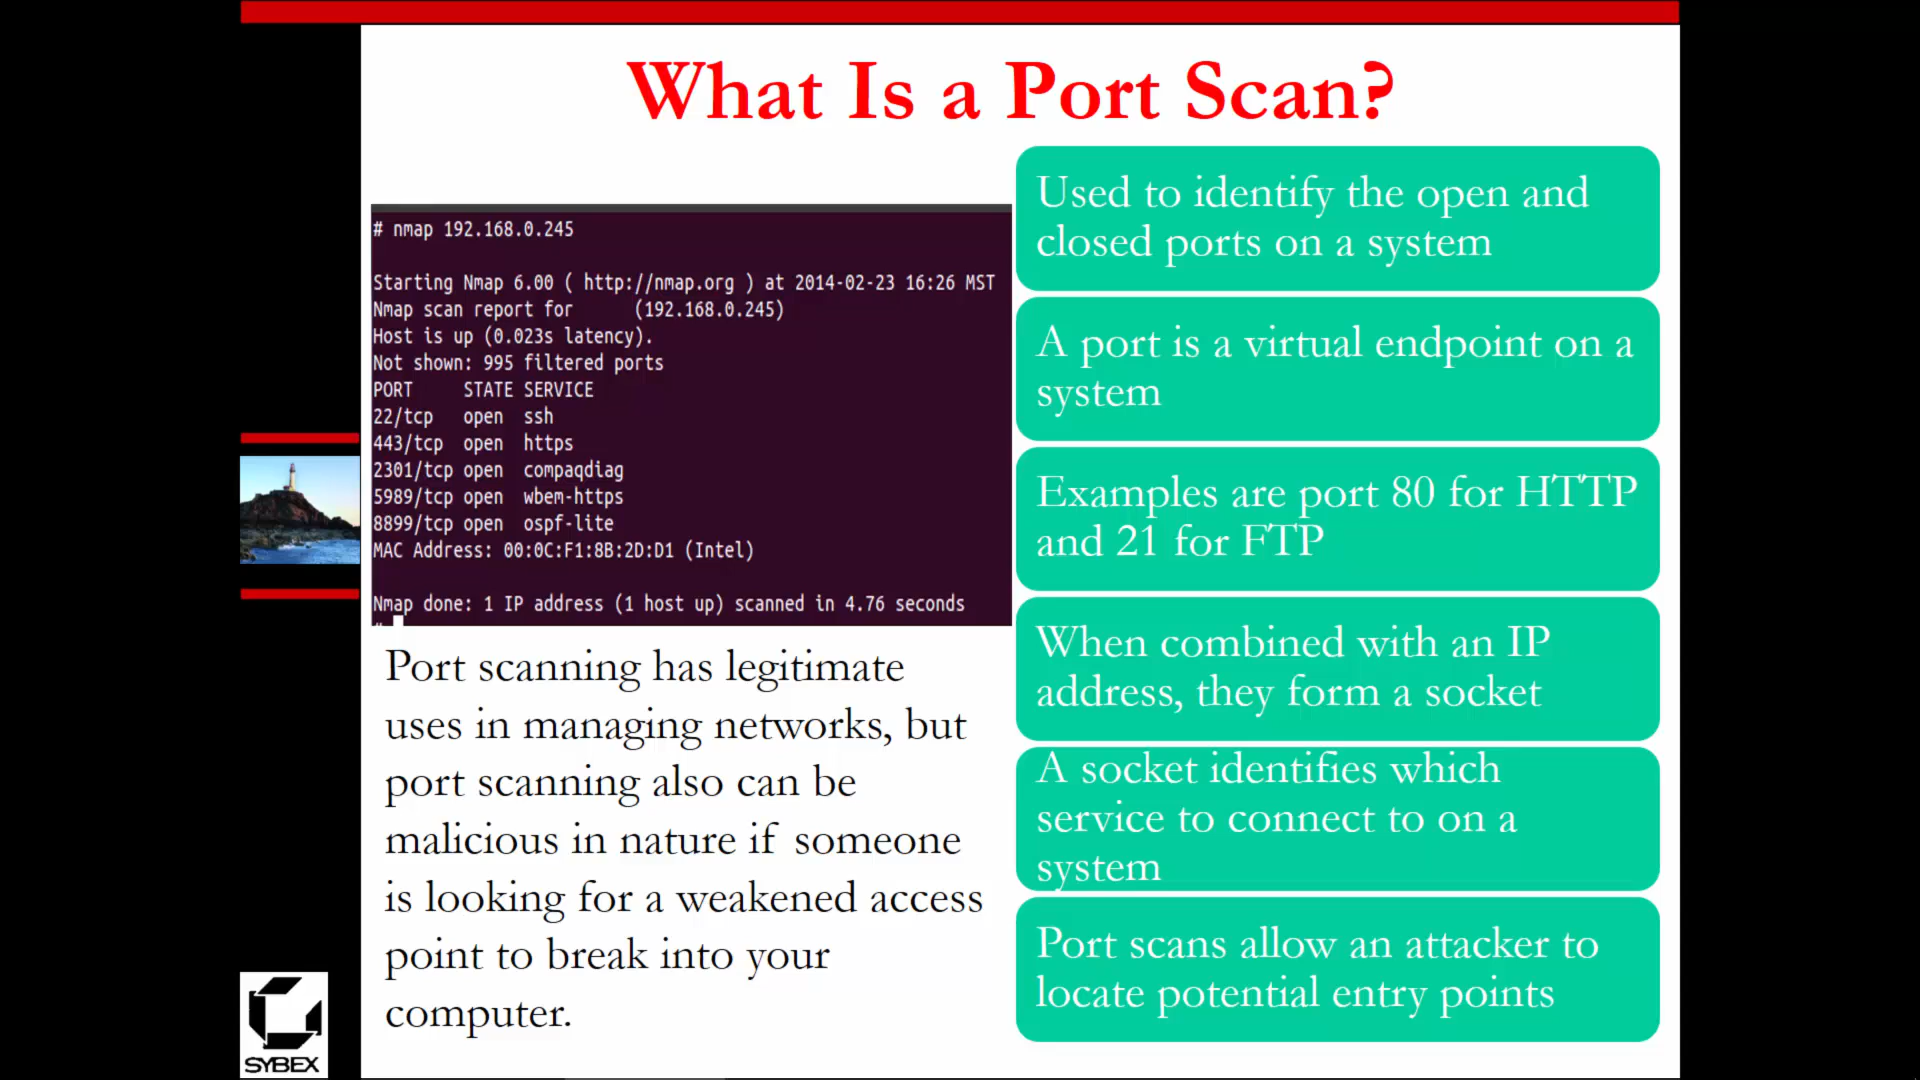 What Is a Port Scan?
# nmap 192.168.0.245
Starting Nmap 6.00 ( http://nmap.org ) at 2014-02-23 16:26 MST
Nmap scan report for (192.168.0.245)
Host is up (0.023s latency).
Not shown: 995 filtered ports
PORT STATE SERVICE
22/tcp open ssh
443/tcp open https
2301/tcp open compaqdiag
5989/tcp open wbem-https
8899/tcp open ospf-lite
MAC Address: 00:0C:F1:8B:2D:D1 (Intel)
Nmap done: 1 IP address (1 host up) scanned in 4.76 seconds
Port scanning has legitimate
uses in managing networks, but
port scanning also can be
malicious in nature if someone
is looking for a weakened access
point to break into your
computer.
Used to identify the open and
closed ports on a system
A port is a virtual endpoint on a
system
Examples are port 80 for HTTP
and 21 for FTP
When combined with an IP
address, they form a socket
A socket identifies which
service to connect to on a
system
Port scans allow an attacker to
locate potential entry points
SYBEX